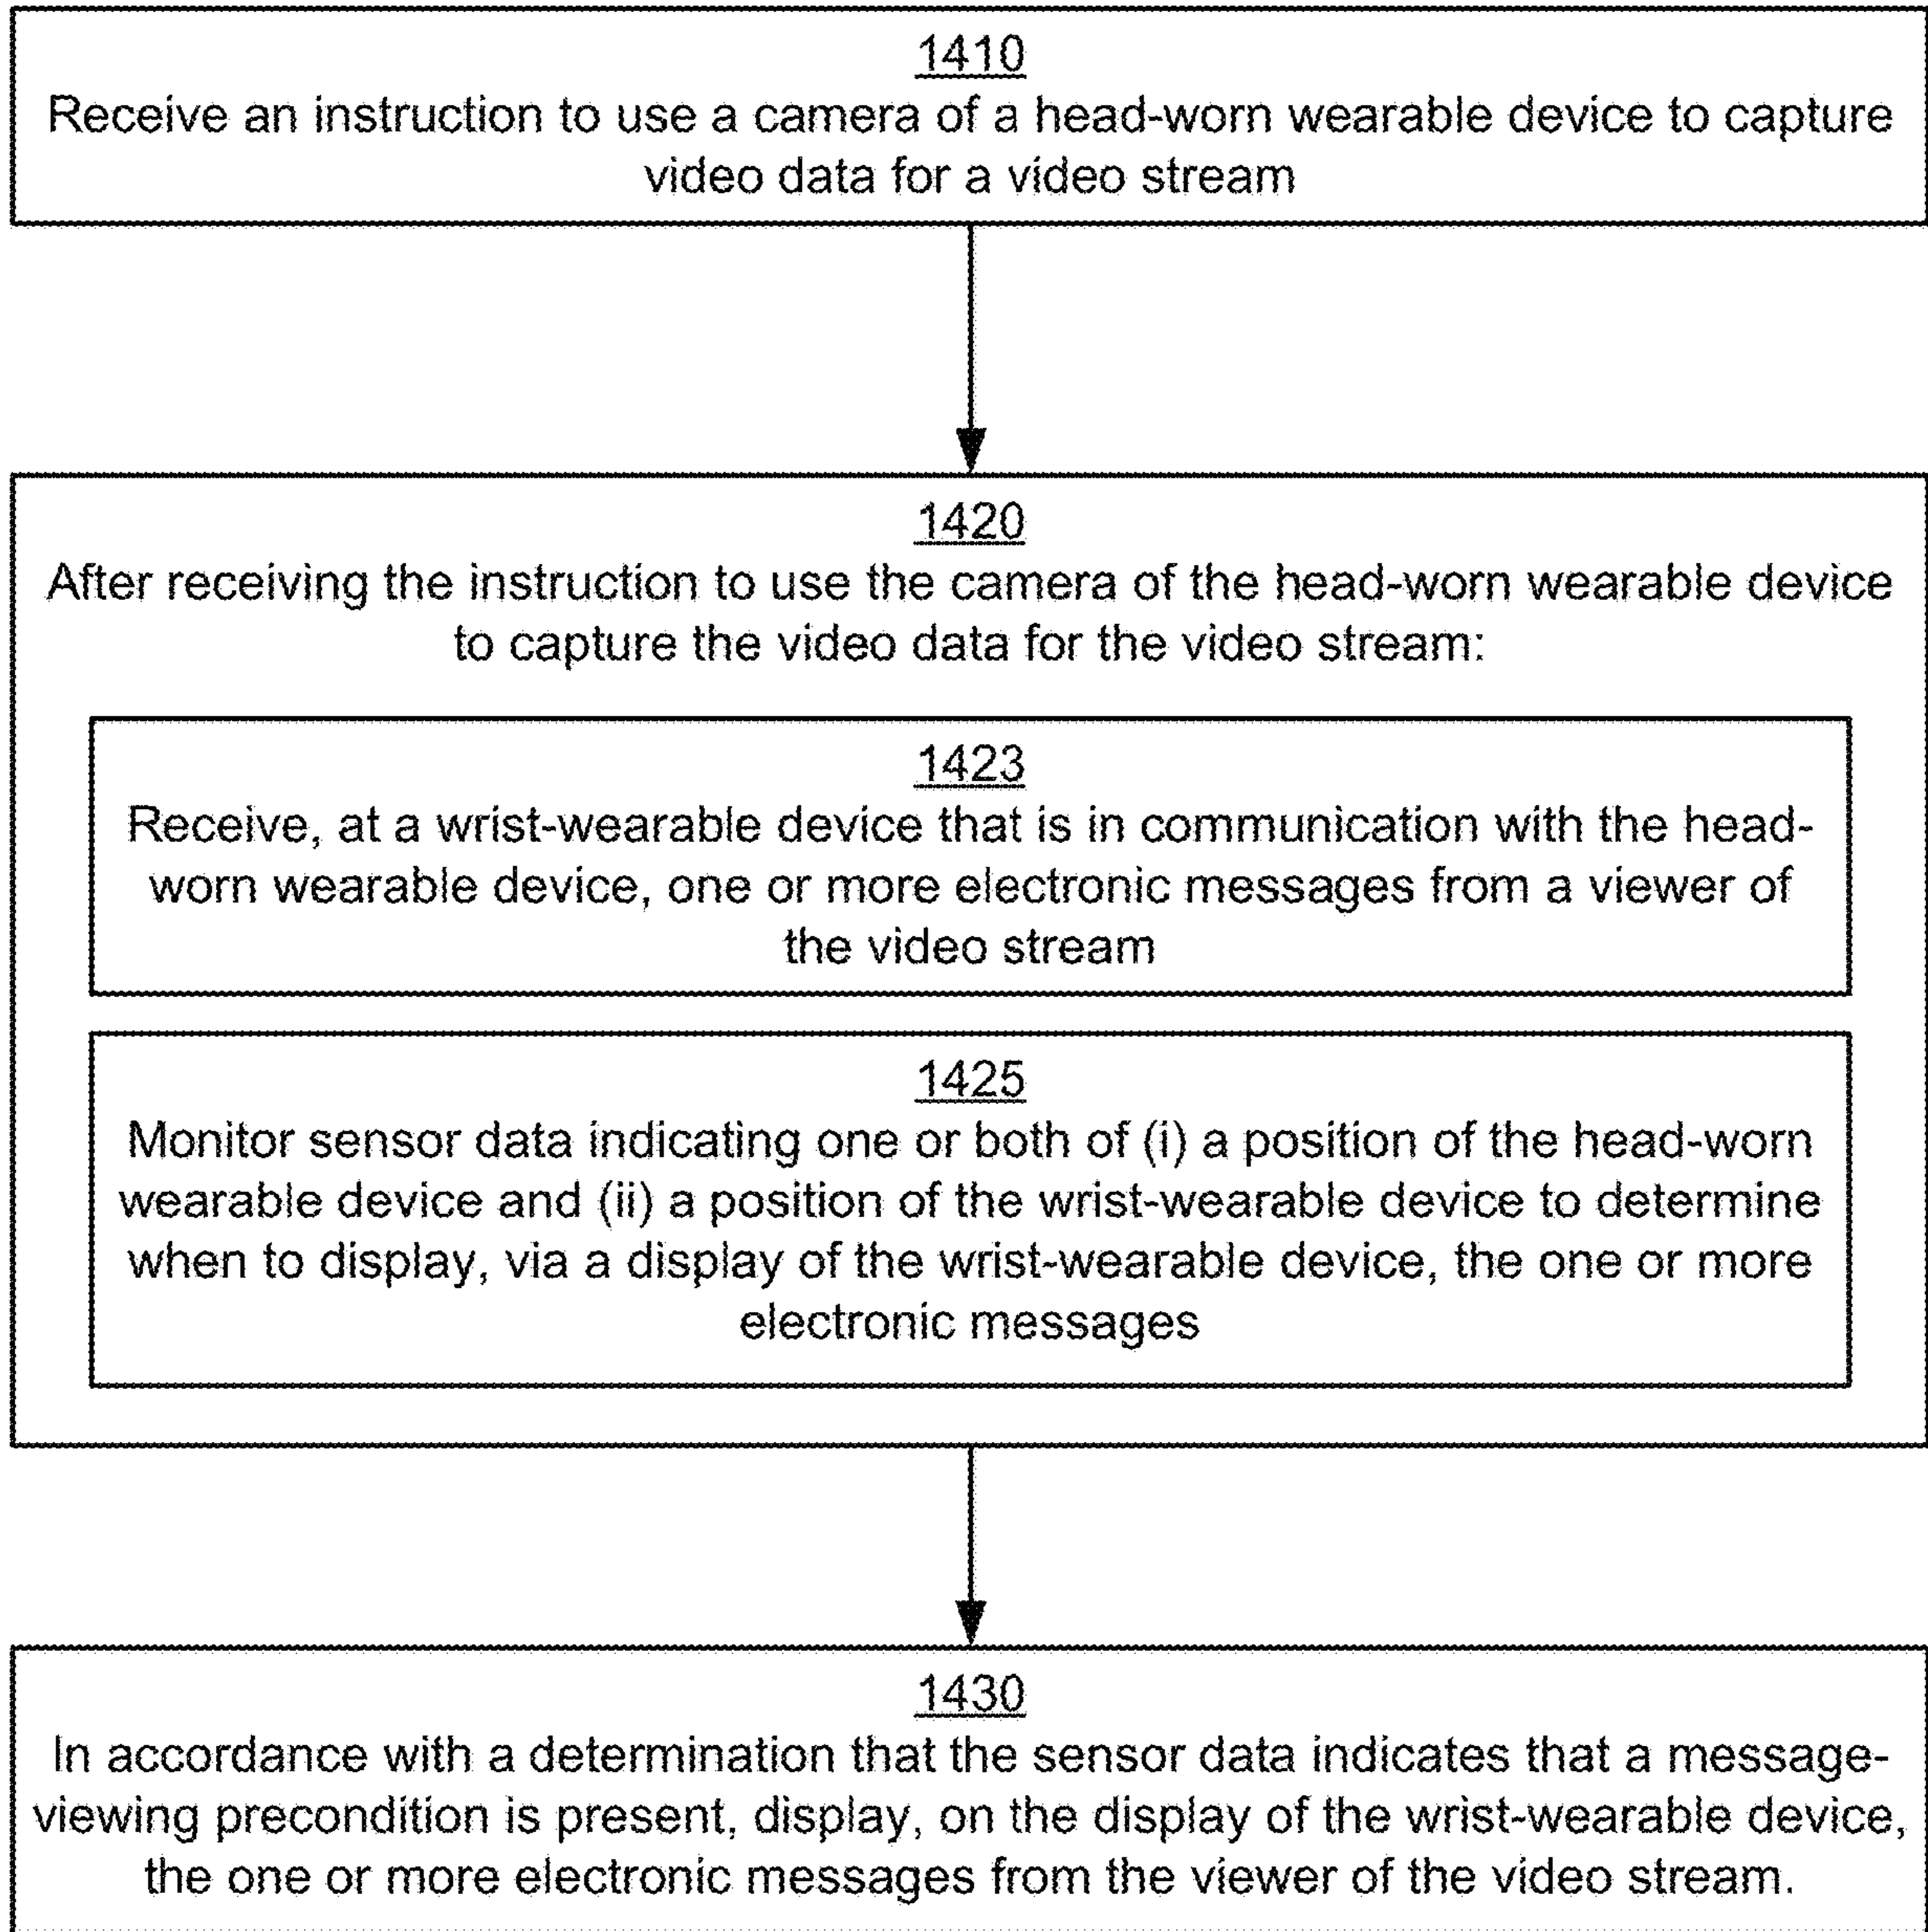 1410
Receive an instruction to use a camera of a head-worn wearable device to capture
video data for a video stream
1420
After receiving the instruction to use the camera of the head-worn wearable device
to capture the video data for the video stream:
1423
Receive, at a wrist-wearable device that is in communication with the head-
worn wearable device, one or more electronic messages from a viewer of
the video stream
1425
Monitor sensor data indicating one or both of (i) a position of the head-worn
wearable device and (ii) a position of the wrist-wearable device to determine
when to display, via a display of the wrist-wearable device, the one or more
electronic messages
1430
In accordance with a determination that the sensor data indicates that a message-
viewing precondition is present, display, on the display of the wrist-wearable device,
the one or more electronic messages from the viewer of the video stream.